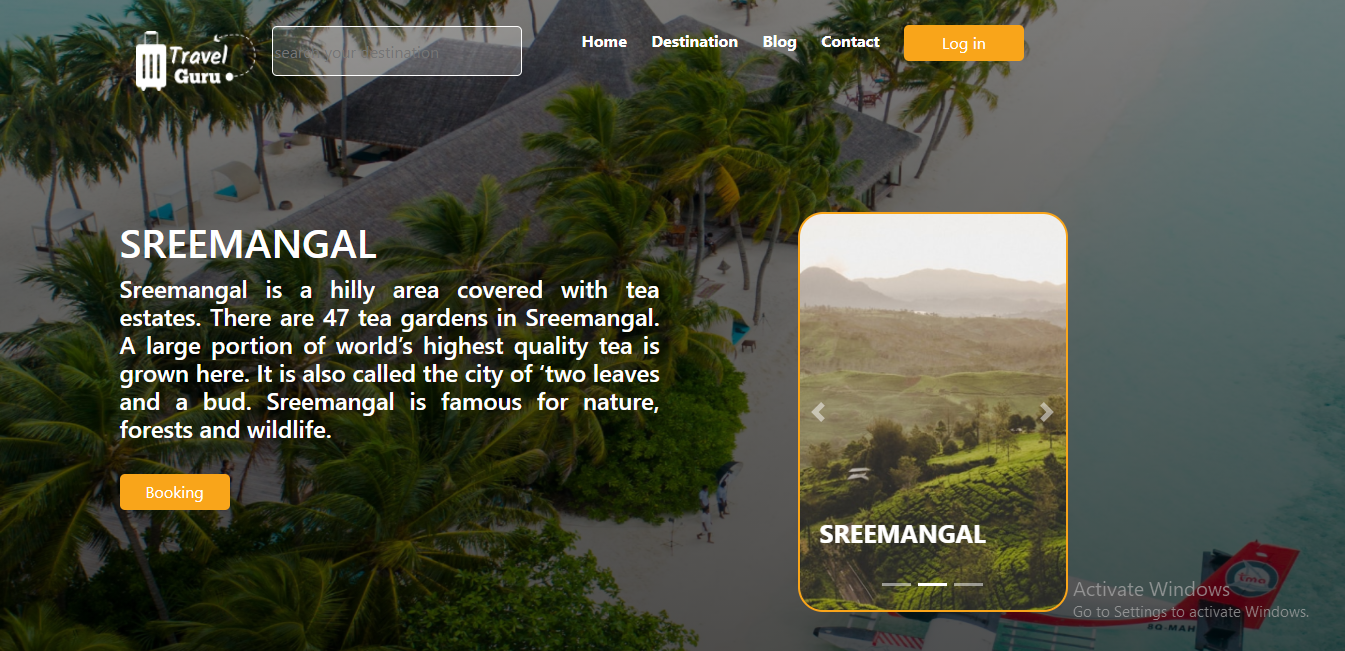 Travel
Guru
search your destination
Home Destination Blog Contact Log in
SREEMANGAL
Sreemangal is a hilly area covered with tea
estates. There are 47 tea gardens in Sreemangal.
A large portion of world’s highest quality tea is
grown here. It is also called the city of ‘two leaves
and a bud. Sreemangal is famous for nature,
forests and wildlife.
Booking
SREEMANGAL
Activate Windows
Go to Settings to activate Windows.
tma
8Q-MAH